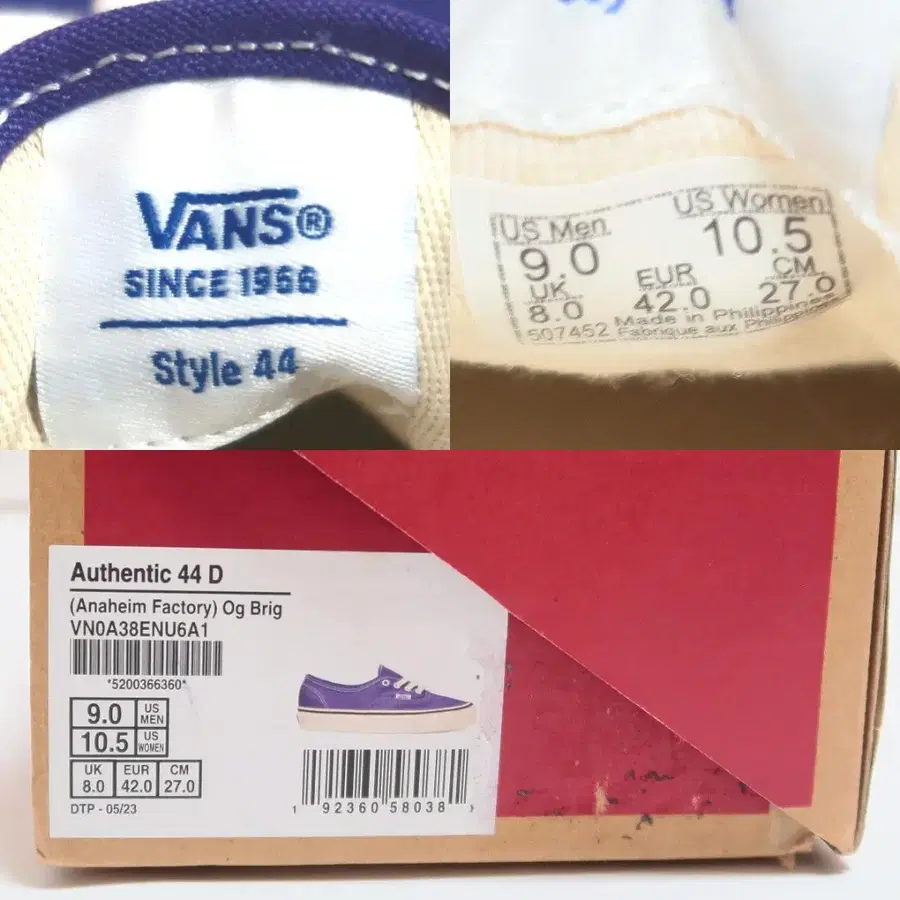 VANS®
SINCE 1966
Style 44
US Men US Women
9.0 10.5
UK EUR CM
8.0 42.0 27.0
507452 Made in Philippines
Fabrique aux Philippines
Authentic 44 D
(Anaheim Factory) Og Brig
VN0A38ENU6A1
*5200366360*
9.0 US MEN
10.5 US WOMEN
UK EUR CM
8.0 42.0 27.0
DTP - 05/23
1 92360 58038